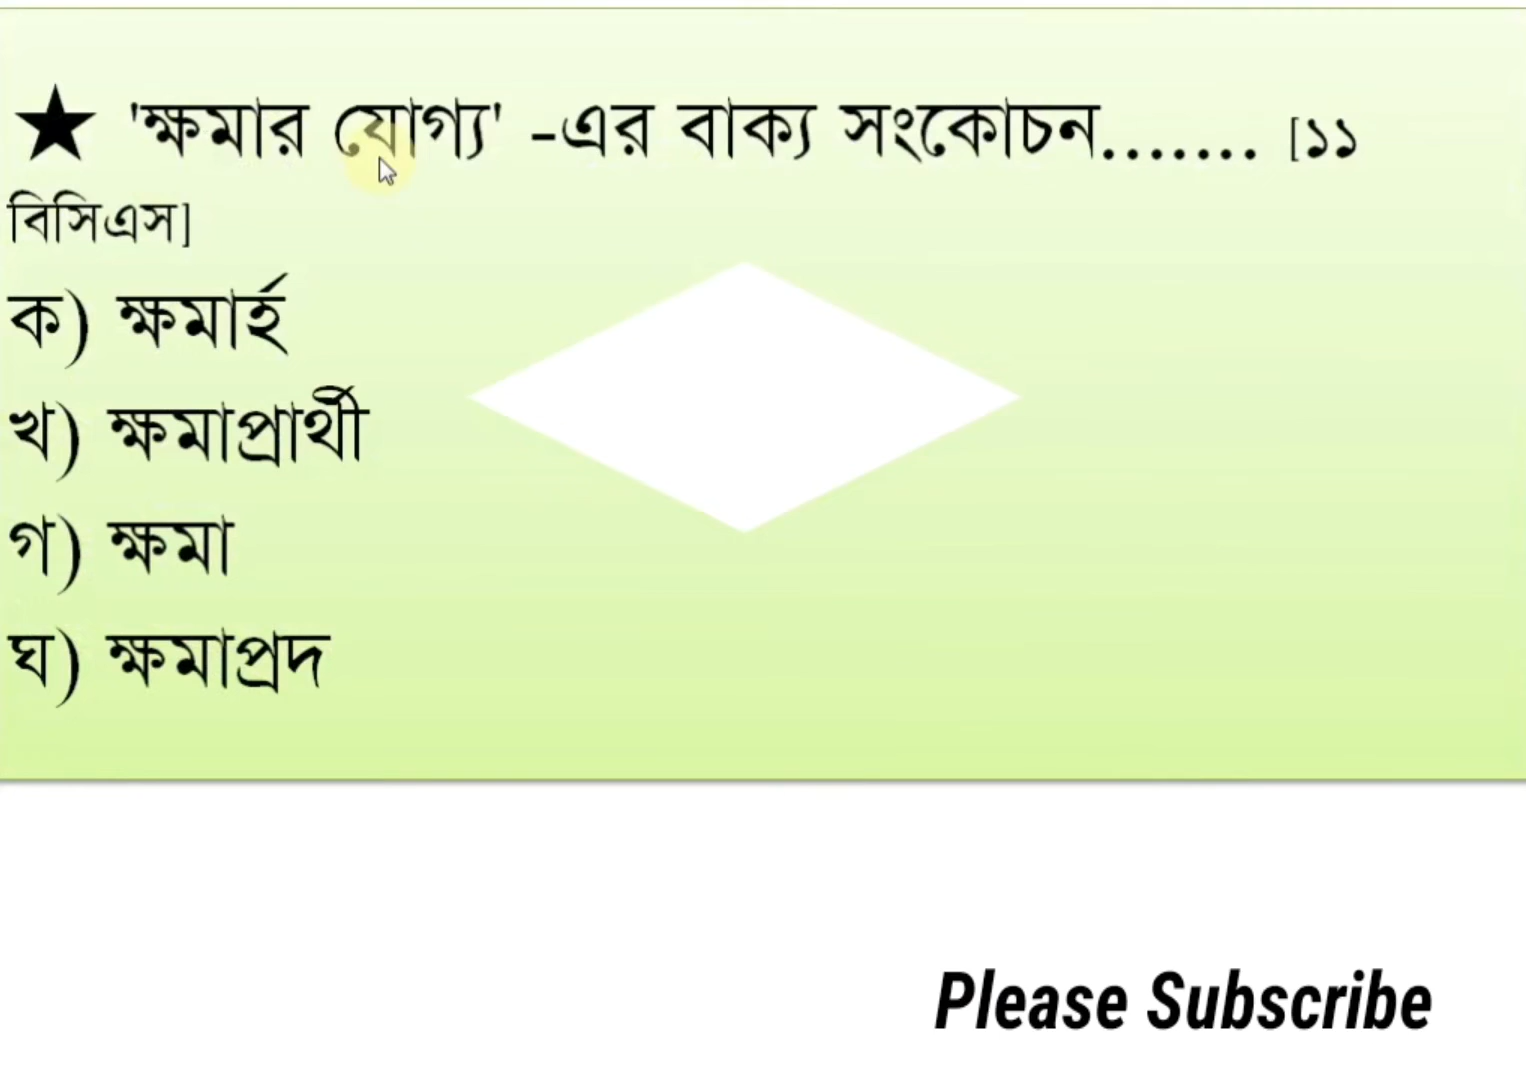 ★ 'ক্ষমার যোগ্য' -এর বাক্য সংকোচন....... [১১
বিসিএস]
ক) ক্ষমার্হ
খ) ক্ষমাপ্রার্থী
গ) ক্ষমা
ঘ) ক্ষমাপ্রদ
Please Subscribe